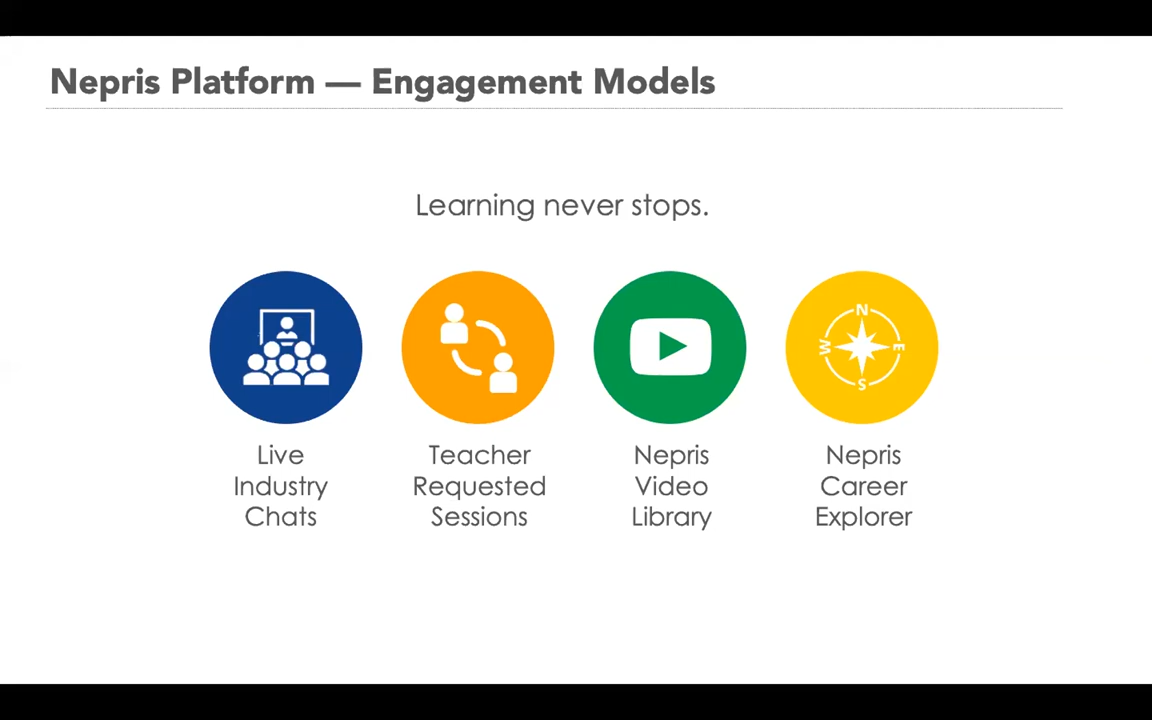 Nepris Platform — Engagement Models
Learning never stops.
Live
Industry
Chats
Teacher
Requested
Sessions
Nepris
Video
Library
N
W
E
S
Nepris
Career
Explorer